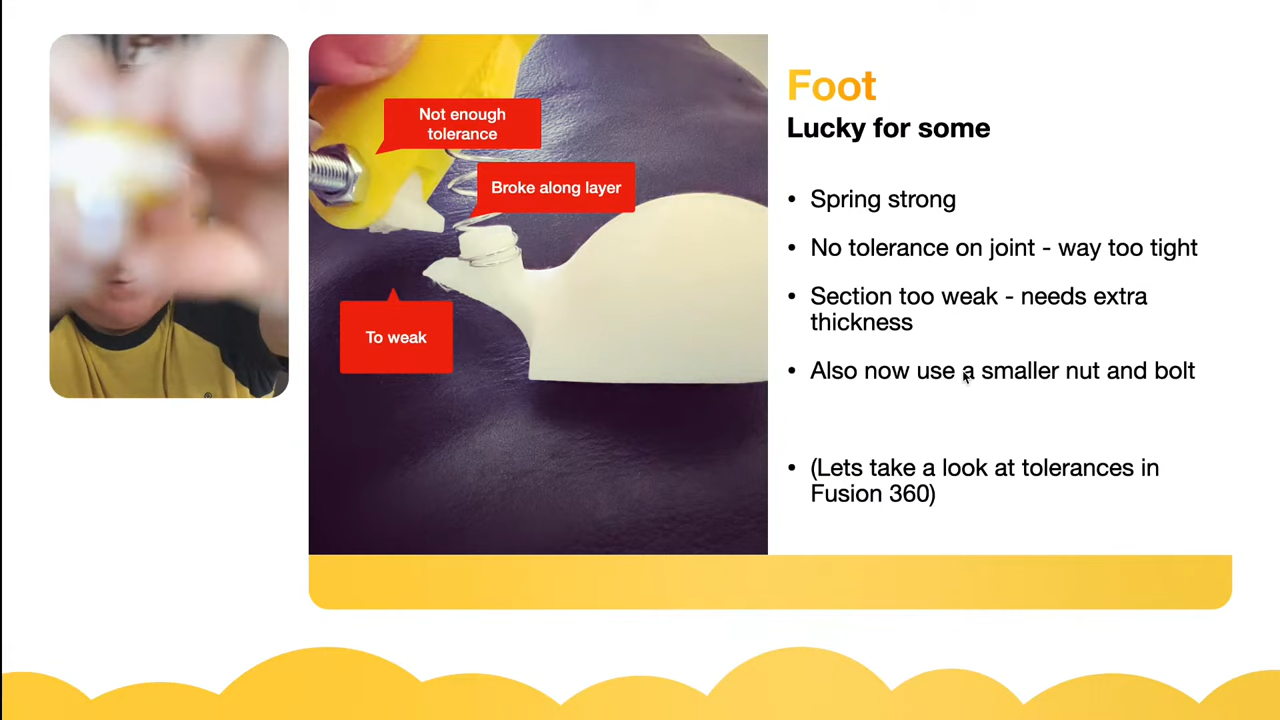 Not enough
tolerance
Broke along layer
To weak
Foot
Lucky for some
• Spring strong
• No tolerance on joint - way too tight
• Section too weak - needs extra
thickness
• Also now use a smaller nut and bolt
• (Lets take a look at tolerances in
Fusion 360)